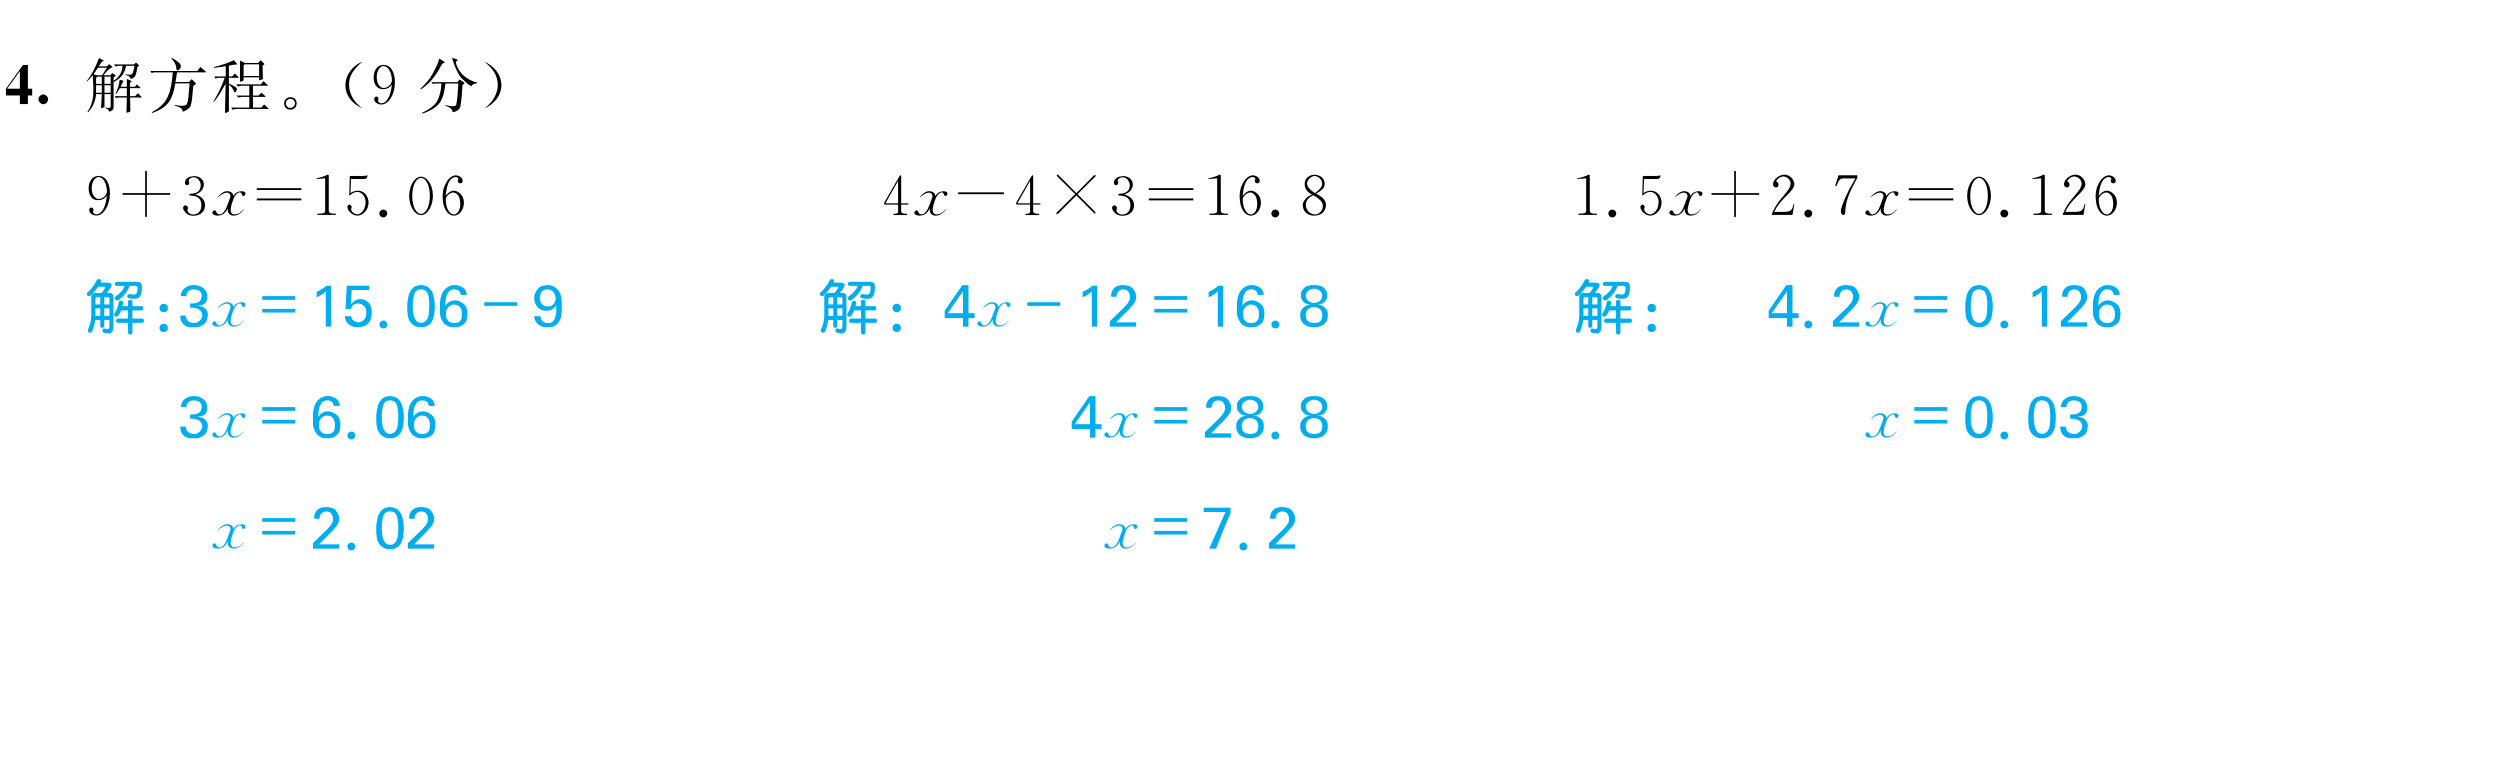 4. 解方程。(9 分)
9+3x=15.06 4x−4×3=16.8 1.5x+2.7x=0.126
解:3x=15.06−9 解:4x−12=16.8 解:4.2x=0.126
3x=6.06 4x=28.8 x=0.03
x=2.02 x=7.2